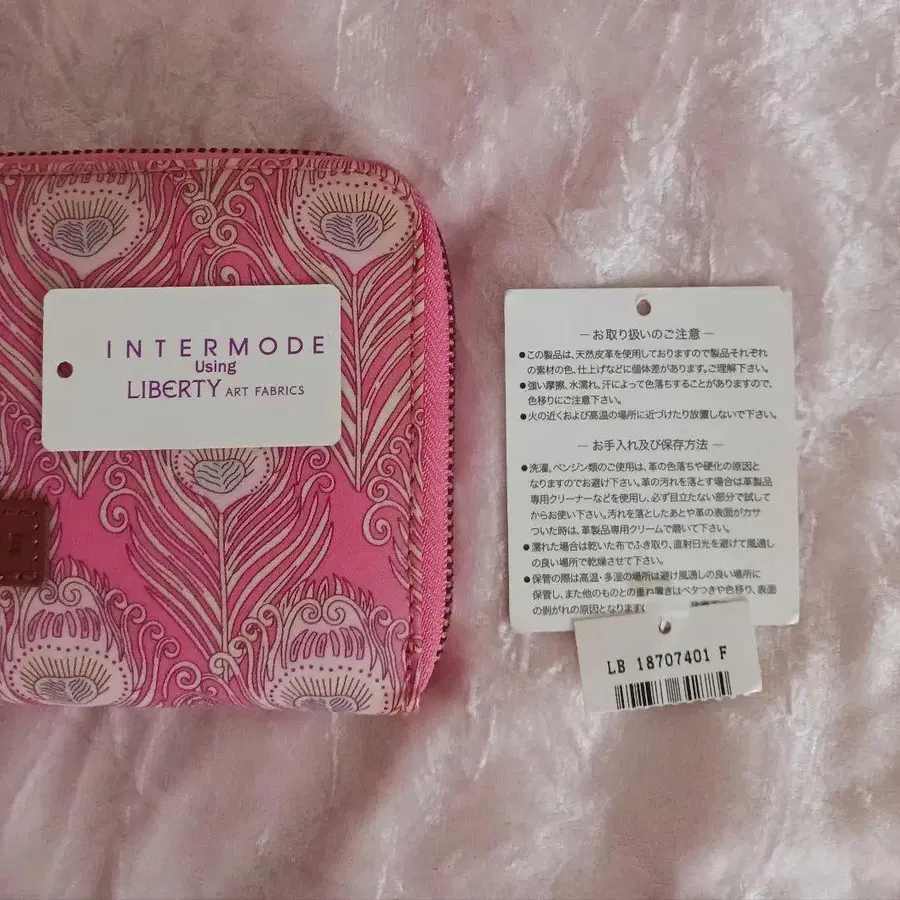 INTERMODE
Using
LIBERTY ART FABRICS
― お取り扱いのご注意 ―
●この製品は、天然皮革を使用しておりますので製品それぞれ
の素材の色、仕上げなどに個体差があります。ご理解下さい。
●強い摩擦、水濡れ、汗によって色落ちすることがありますので、
色移りにご注意下さい。
●火の近くおよび高温の場所に近づけたり放置しないで下さい。
― お手入れ及び保存方法 ―
●洗濯、ベンジン類のご使用は、革の色落ちや硬化の原因と
なりますのでお避け下さい。革の汚れを落とす場合は革製品
専用クリーナーなどを使用し、必ず目立たない部分で試して
からお使い下さい。汚れを落としたあとや革の表面がカサ
ついた時は、革製品専用クリームで磨いて下さい。
●濡れた場合は乾いた布でふき取り、直射日光を避けて風通し
の良い場所で乾燥させて下さい。
●保管の際は高温・多湿の場所は避け風通しの良い場所に
保管し、また他のものとの重ね置きはベタつきや色移り、表面
の剥がれの原因となります
LB 18707401 F